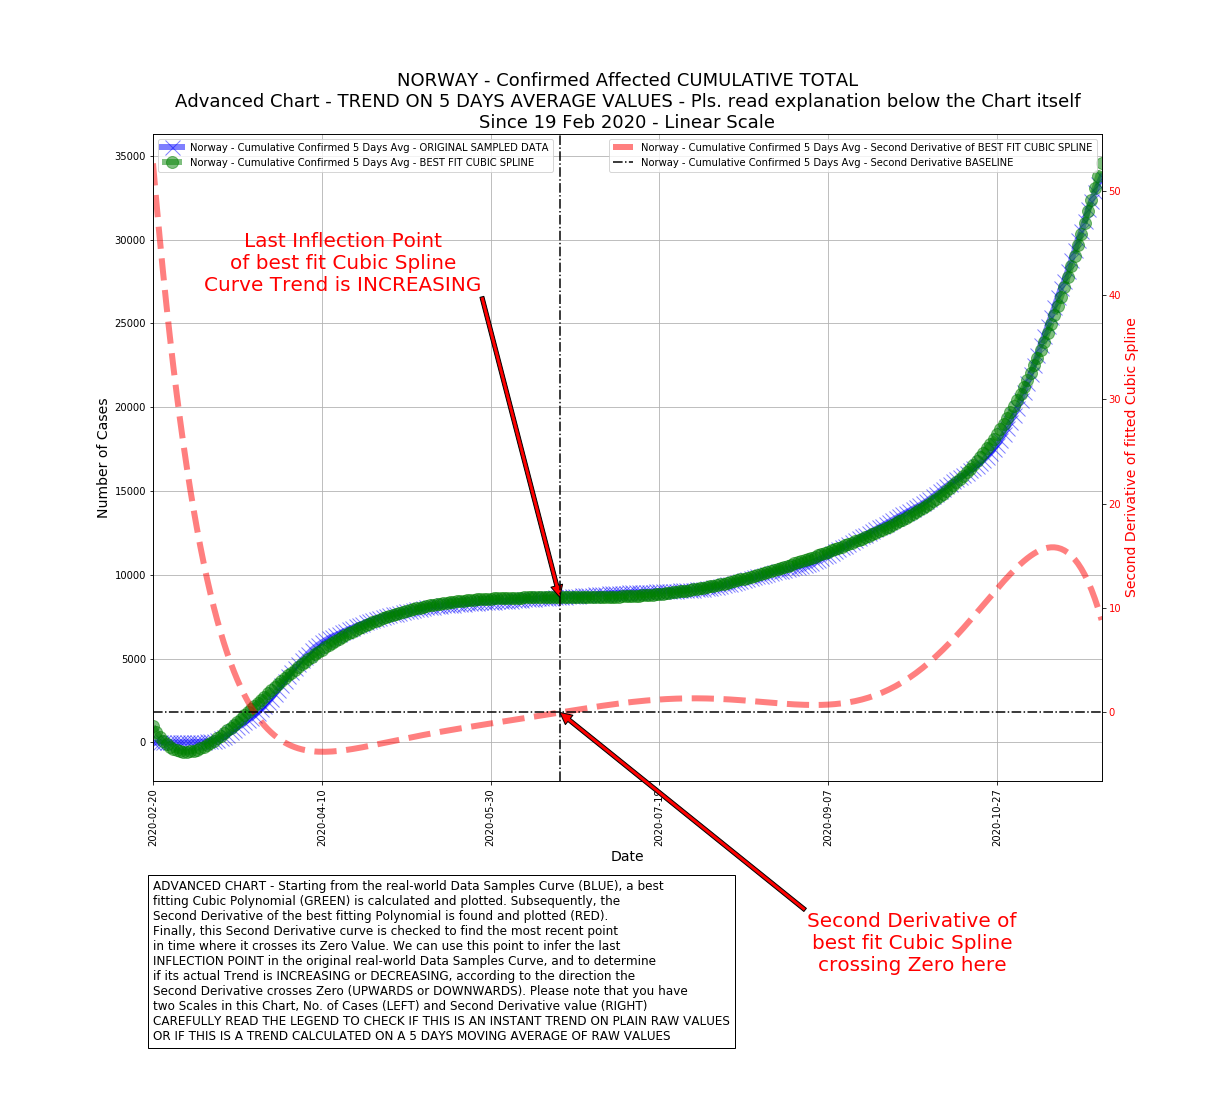 NORWAY - Confirmed Affected CUMULATIVE TOTAL
Advanced Chart - TREND ON 5 DAYS AVERAGE VALUES - Pls. read explanation below the Chart itself
Since 19 Feb 2020 - Linear Scale
Norway - Cumulative Confirmed 5 Days Avg - ORIGINAL SAMPLED DATA
Norway - Cumulative Confirmed 5 Days Avg - BEST FIT CUBIC SPLINE
Norway - Cumulative Confirmed 5 Days Avg - Second Derivative of BEST FIT CUBIC SPLINE
Norway - Cumulative Confirmed 5 Days Avg - Second Derivative BASELINE
Last Inflection Point
of best fit Cubic Spline
Curve Trend is INCREASING
Number of Cases
35000
30000
25000
20000
15000
10000
5000
0
50
40
30
20
10
0
Second Derivative of fitted Cubic Spline
2020-02-20
2020-04-10
2020-05-30
2020-09-07
2020-10-27
Date
ADVANCED CHART - Starting from the real-world Data Samples Curve (BLUE), a best
fitting Cubic Polynomial (GREEN) is calculated and plotted. Subsequently, the
Second Derivative of the best fitting Polynomial is found and plotted (RED).
Finally, this Second Derivative curve is checked to find the most recent point
in time where it crosses its Zero Value. We can use this point to infer the last
INFLECTION POINT in the original real-world Data Samples Curve, and to determine
if its actual Trend is INCREASING or DECREASING, according to the direction the
Second Derivative crosses Zero (UPWARDS or DOWNWARDS). Please note that you have
two Scales in this Chart, No. of Cases (LEFT) and Second Derivative value (RIGHT)
CAREFULLY READ THE LEGEND TO CHECK IF THIS IS AN INSTANT TREND ON PLAIN RAW VALUES
OR IF THIS IS A TREND CALCULATED ON A 5 DAYS MOVING AVERAGE OF RAW VALUES
Second Derivative of
best fit Cubic Spline
crossing Zero here